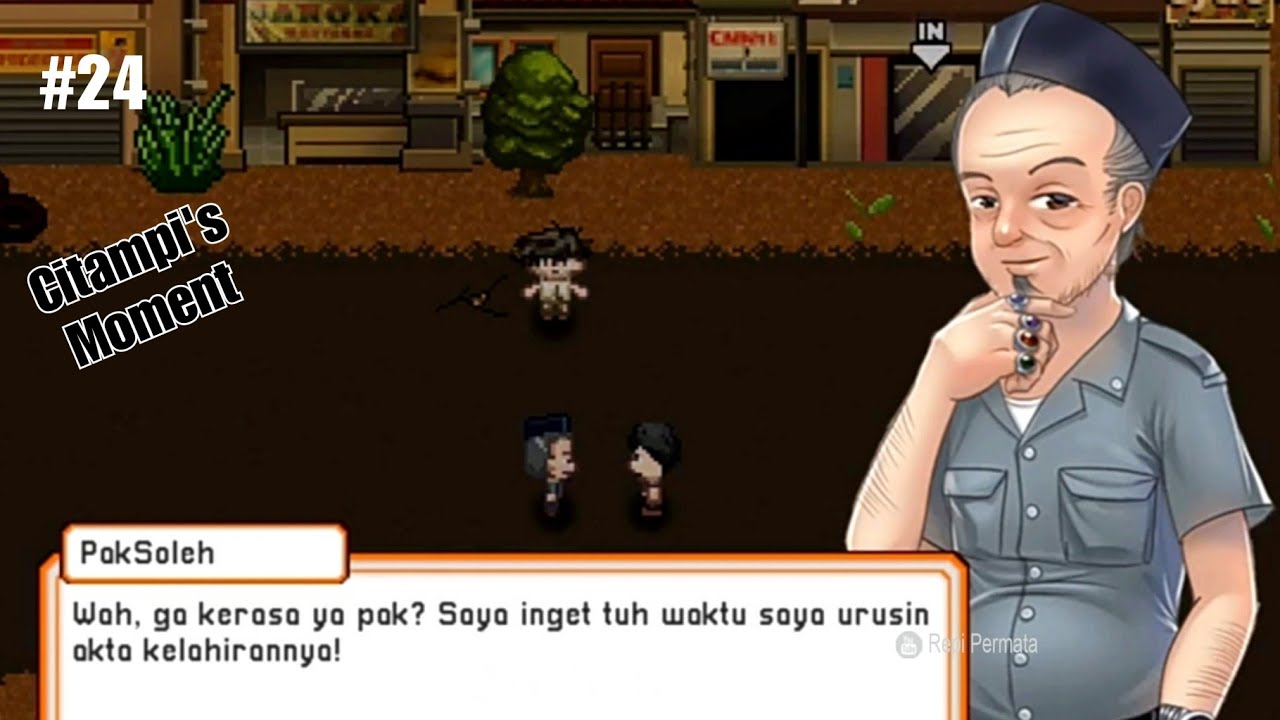 #24
IN
Citampi's
Moment
PakSoleh
Wah, ga kerasa ya pak? Saya inget tuh waktu saya urusin
akta kelahirannya!
Repi Permata